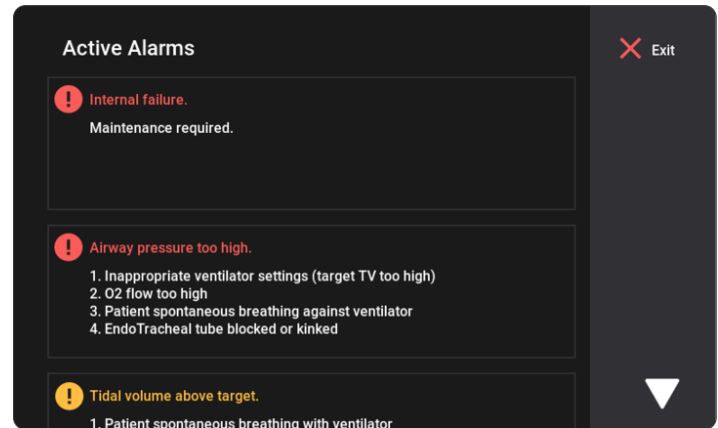 Active Alarms
Exit
Internal failure.
Maintenance required.
Airway pressure too high.
1. Inappropriate ventilator settings (target TV too high)
2. O2 flow too high
3. Patient spontaneous breathing against ventilator
4. EndoTracheal tube blocked or kinked
Tidal volume above target.
1. Patient spontaneous breathing with ventilator